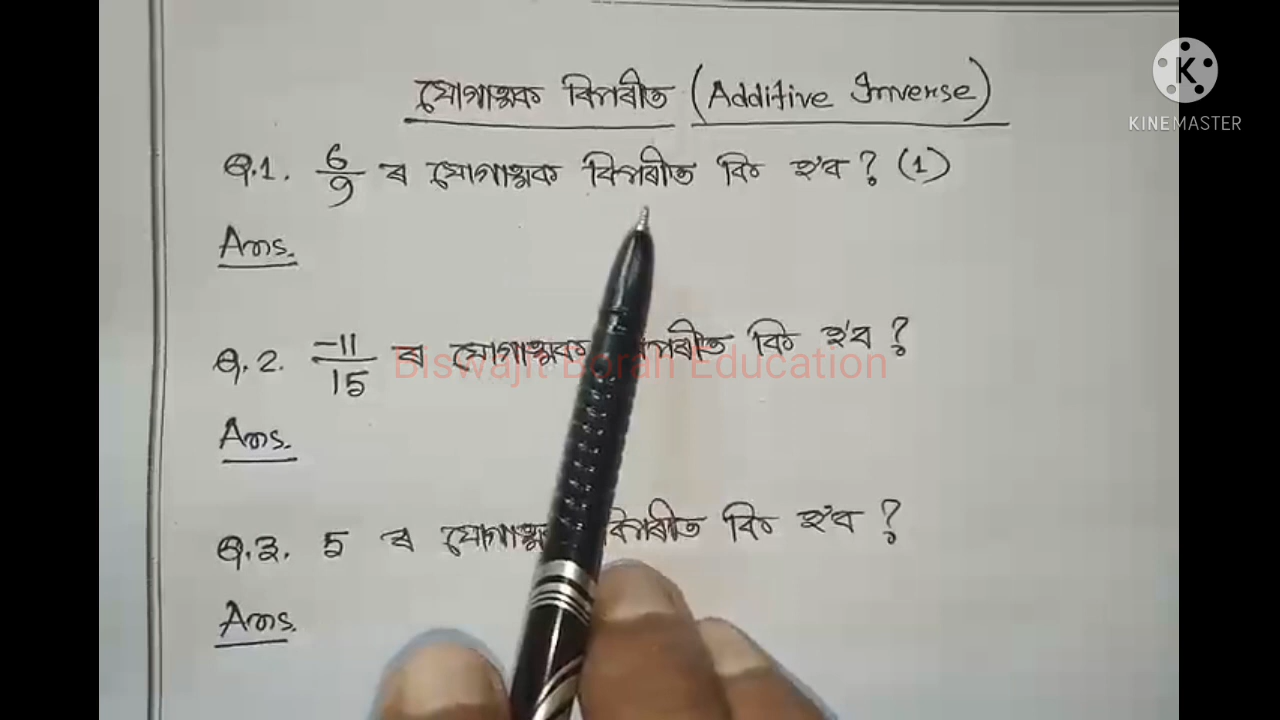 যোগাত্মক বিপৰীত (Additive Inverse)
Q.1. 6/9 ৰ যোগাত্মক বিপৰীত কি হ'ব ? (1)
Ans.
Q.2. -11/15 ৰ যোগাত্মক বিপৰীত কি হ'ব ?
Ans.
Q.3. 5 ৰ যোগাত্মক বিপৰীত কি হ'ব ?
Ans.
Biswajit Borah Education
K
KINEMASTER